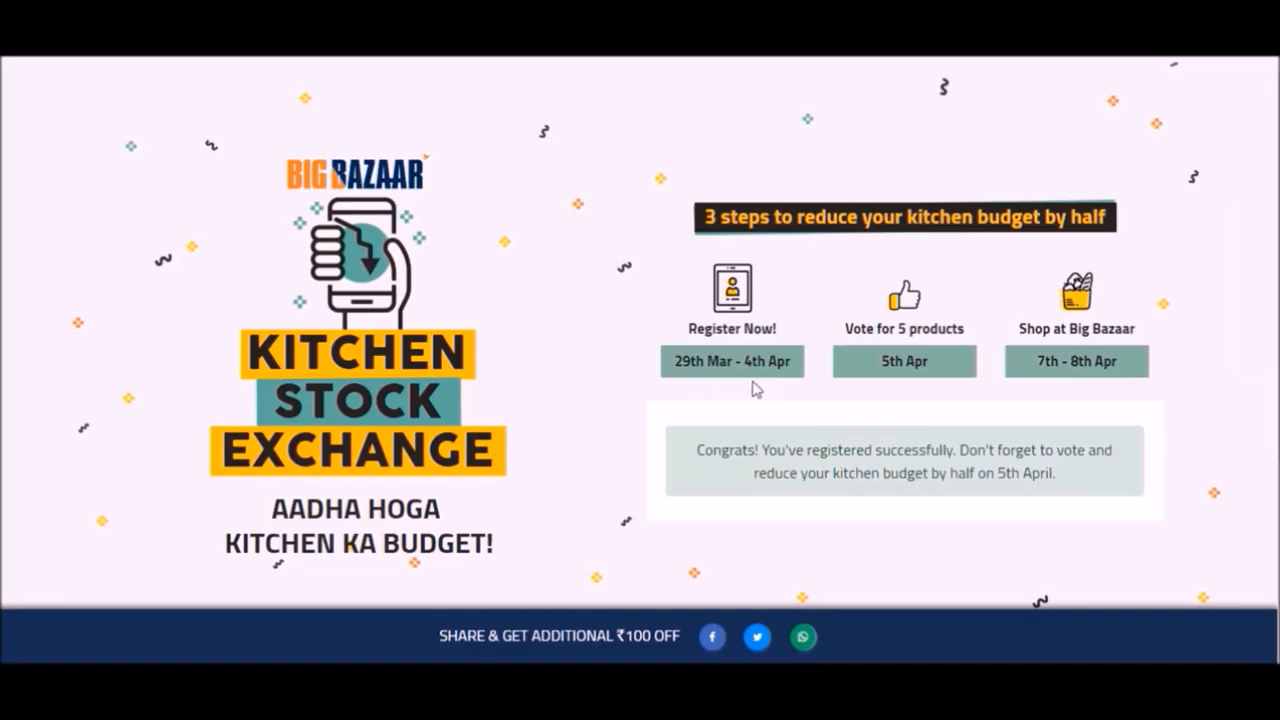 BIG BAZAAR
KITCHEN
STOCK
EXCHANGE
AADHA HOGA
KITCHEN KA BUDGET!
3 steps to reduce your kitchen budget by half
Register Now!
29th Mar - 4th Apr
Vote for 5 products
5th Apr
Shop at Big Bazaar
7th - 8th Apr
Congrats! You've registered successfully. Don't forget to vote and
reduce your kitchen budget by half on 5th April.
SHARE & GET ADDITIONAL ₹100 OFF